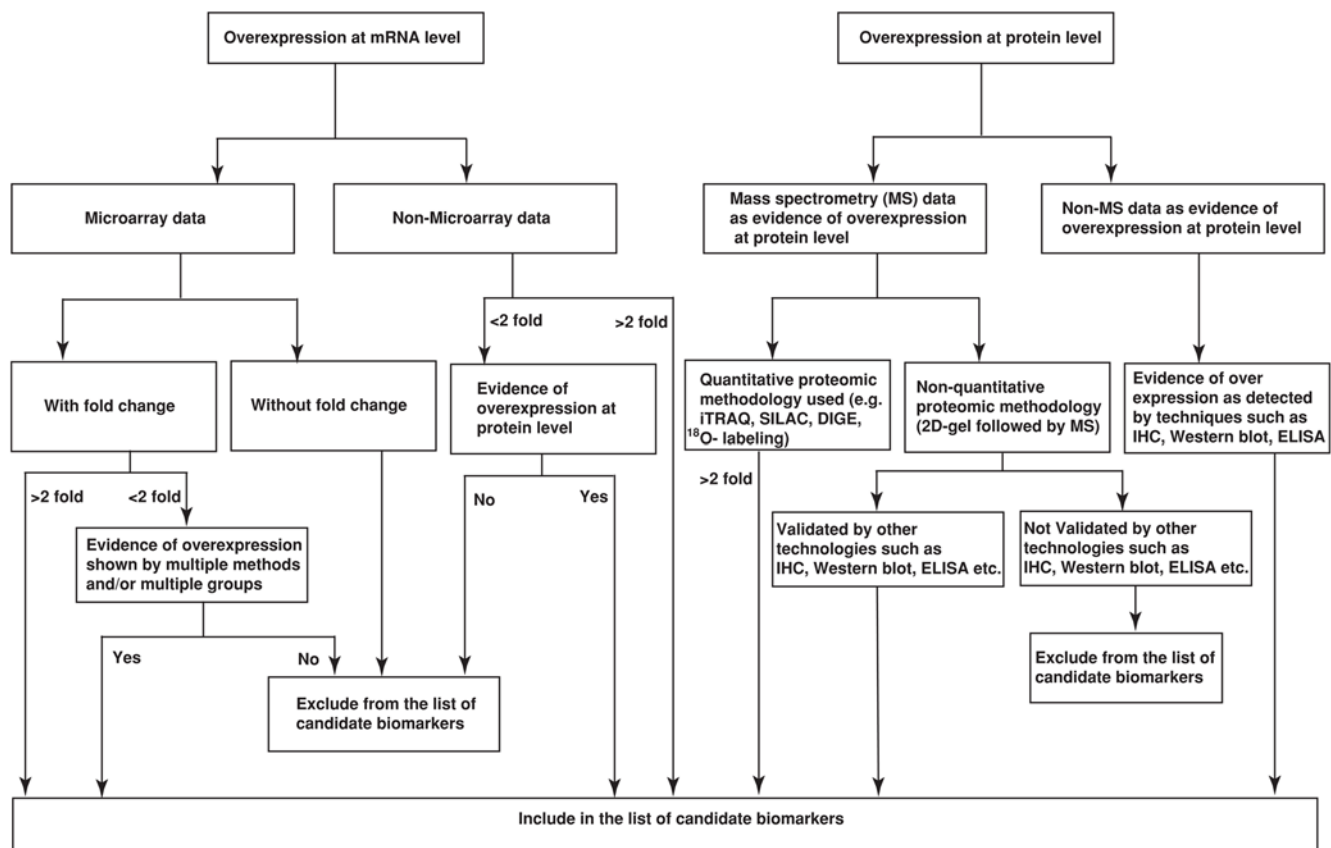 Overexpression at mRNA level
Overexpression at protein level
Microarray data
Non-Microarray data
Mass spectrometry (MS) data
as evidence of overexpression
at protein level
Non-MS data as evidence of
overexpression at protein level
<2 fold
>2 fold
With fold change
Without fold change
Evidence of
overexpression at
protein level
Quantitative proteomic
methodology used (e.g.
iTRAQ, SILAC, DIGE,
18O- labeling)
Non-quantitative
proteomic methodology
(2D-gel followed by MS)
Evidence of over
expression as detected
by techniques such as
IHC, Western blot, ELISA
>2 fold
<2 fold
No
Yes
>2 fold
Evidence of overexpression
shown by multiple methods
and/or multiple groups
Validated by other
technologies such as
IHC, Western blot, ELISA etc.
Not Validated by other
technologies such as
IHC, Western blot, ELISA etc.
Yes
No
Exclude from the list of
candidate biomarkers
Exclude from the list of
candidate biomarkers
Include in the list of candidate biomarkers